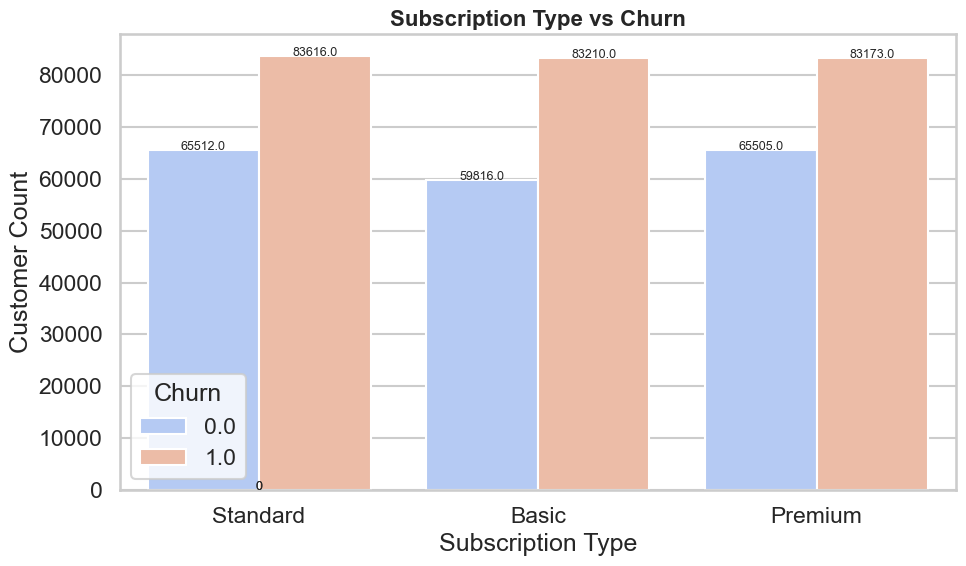 Subscription Type vs Churn
83616.0
83210.0
83173.0
80000
70000
65512.0
65505.0
60000
59816.0
50000
40000
30000
20000
10000
0
Customer Count
Churn
0.0
1.0
0
Standard
Basic
Premium
Subscription Type